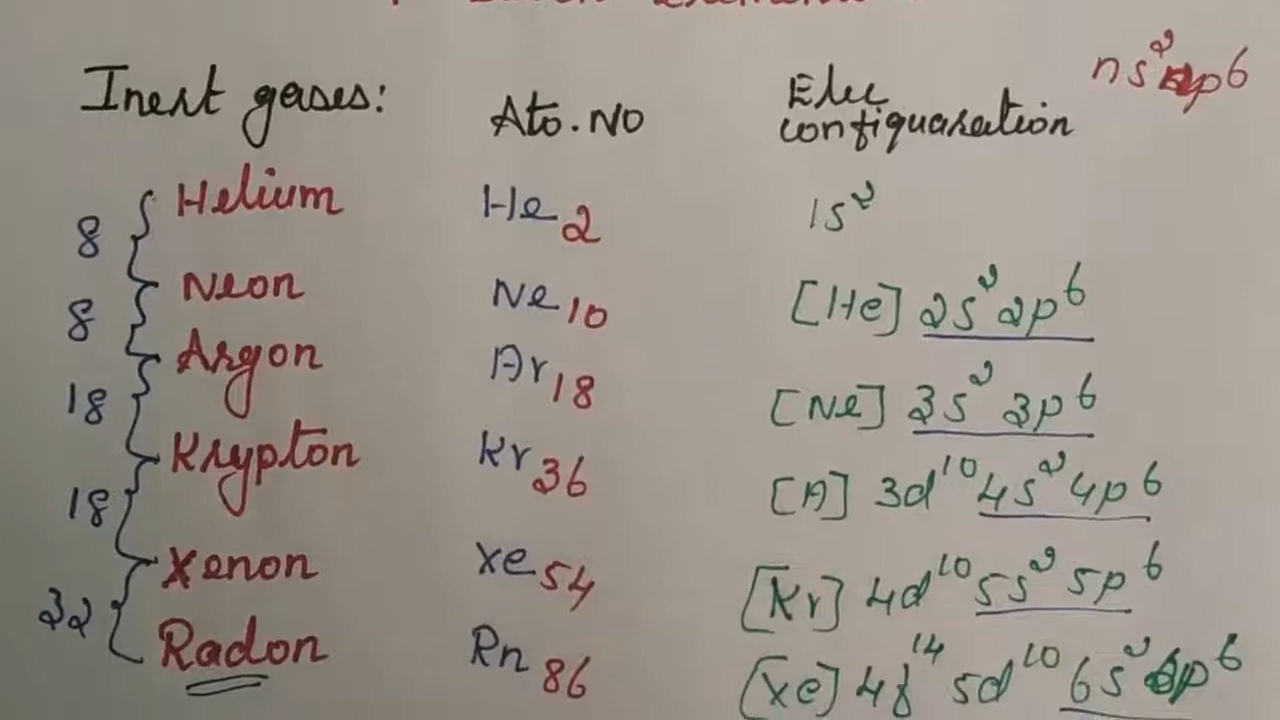 Inert gases: Ato.No Elec configuaration ns² np6
8 Helium He 2 1s²
8 Neon Ne 10 [He] 2s² 2p6
18 Argon Ar 18 [Ne] 3s² 3p6
18 Krypton Kr 36 [A] 3d10 4s² 4p6
32 Xenon Xe 54 [Kr] 4d10 5s² 5p6
Radon Rn 86 [Xe] 4f14 5d10 6s² 6p6